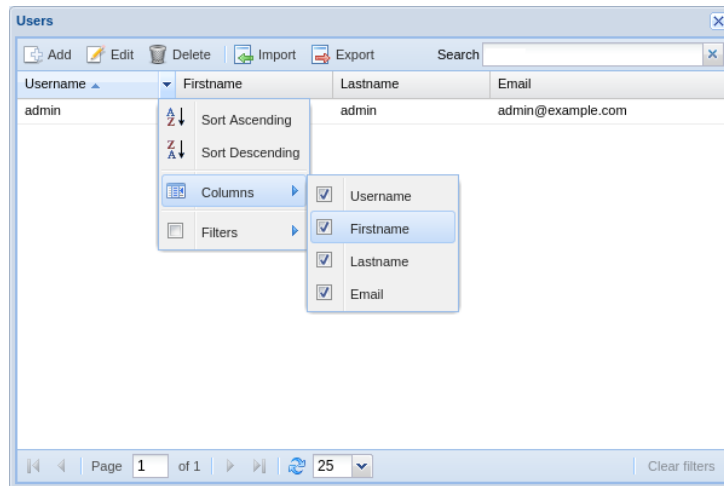 Users
Add Edit Delete Import Export Search
Username Firstname Lastname Email
admin admin admin@example.com
Sort Ascending
Sort Descending
Columns
Filters
Username
Firstname
Lastname
Email
Page 1 of 1 25 Clear filters